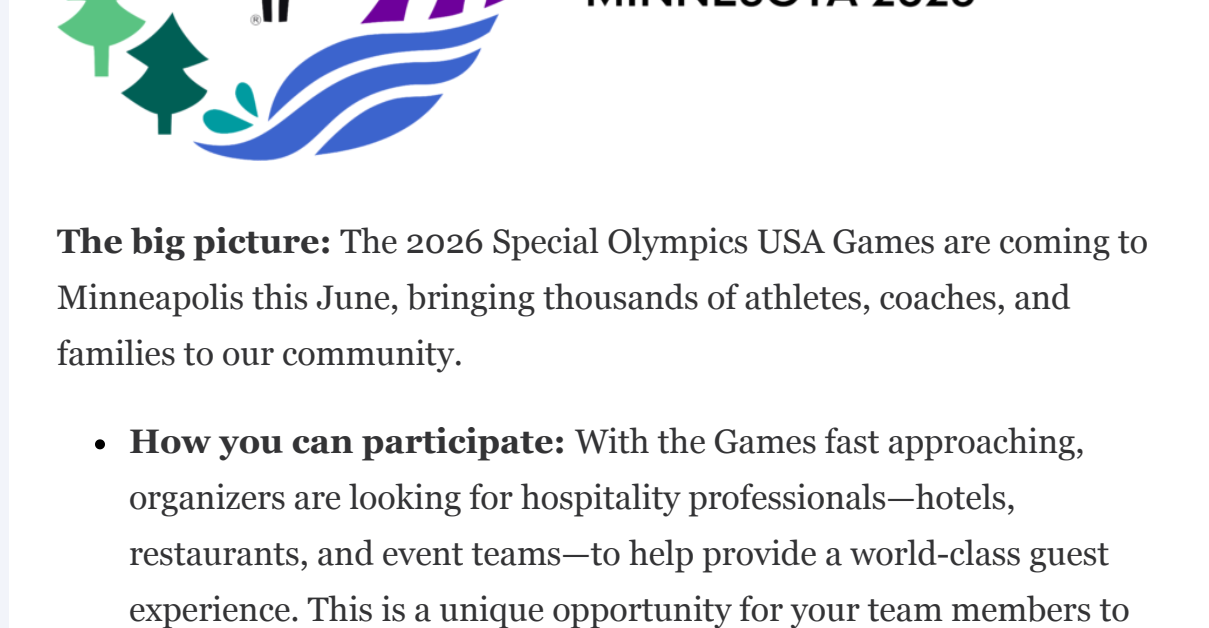 MINNESOTA 2026
®
The big picture: The 2026 Special Olympics USA Games are coming to
Minneapolis this June, bringing thousands of athletes, coaches, and
families to our community.
• How you can participate: With the Games fast approaching,
organizers are looking for hospitality professionals—hotels,
restaurants, and event teams—to help provide a world-class guest
experience. This is a unique opportunity for your team members to